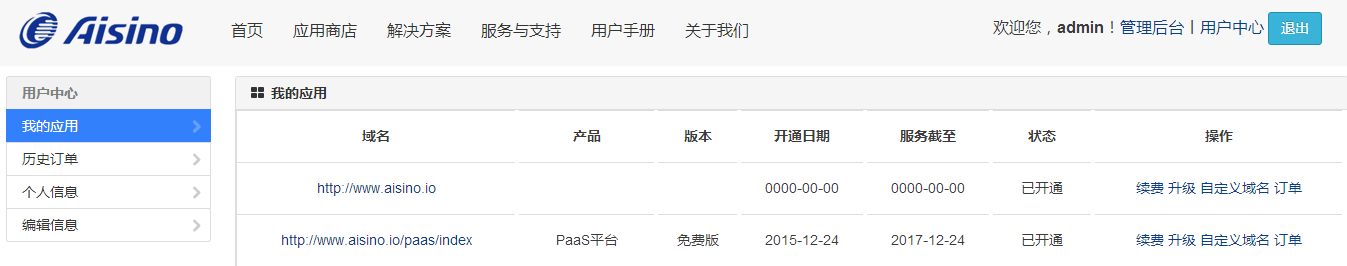 Aisino 首页 应用商店 解决方案 服务与支持 用户手册 关于我们 欢迎您，admin！管理后台丨用户中心 退出
用户中心
我的应用
历史订单
个人信息
编辑信息
我的应用
域名 产品 版本 开通日期 服务截至 状态 操作
http://www.aisino.io 0000-00-00 0000-00-00 已开通 续费 升级 自定义域名 订单
http://www.aisino.io/paas/index PaaS平台 免费版 2015-12-24 2017-12-24 已开通 续费 升级 自定义域名 订单